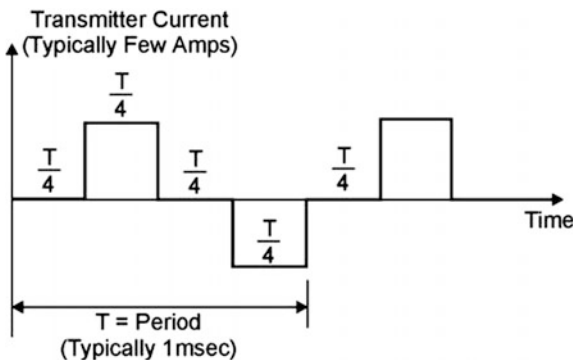 Transmitter Current
(Typically Few Amps)
T/4
T/4
T/4
T/4
T/4
Time
T = Period
(Typically 1msec)